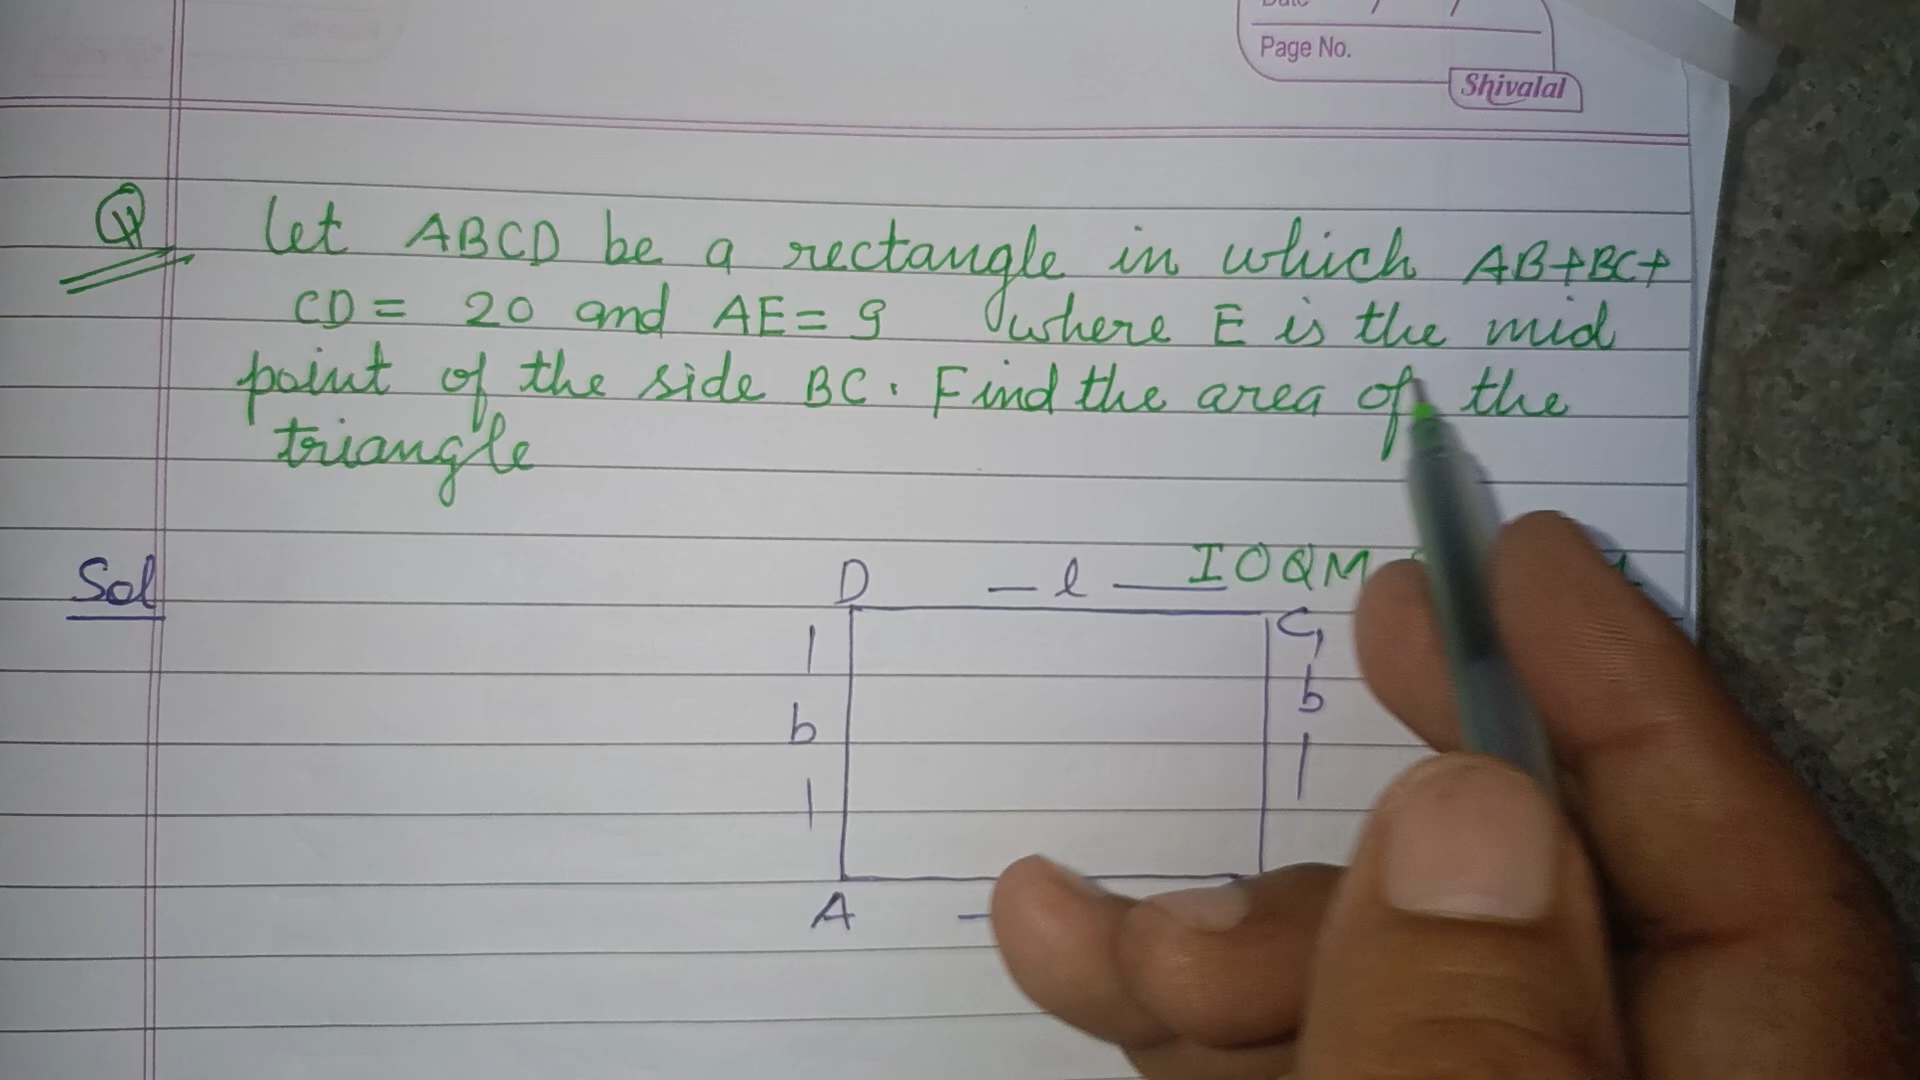 Date / /
Page No.
Shivalal
Q Let ABCD be a rectangle in which AB+BC+
CD = 20 and AE = 9 where E is the mid
point of the side BC. Find the area of the
triangle
IOQM
Sol
D — l — C
b b
A